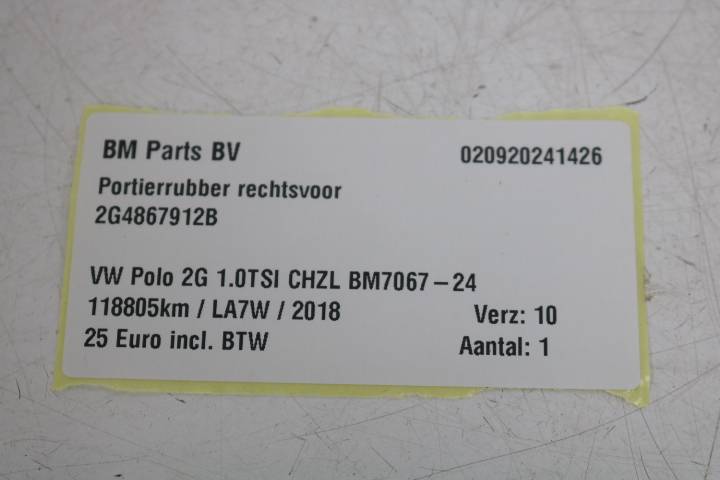 BM Parts BV 020920241426
Portierrubber rechtsvoor
2G4867912B
VW Polo 2G 1.0TSI CHZL BM7067-24
118805km / LA7W / 2018 Verz: 10
25 Euro incl. BTW Aantal: 1